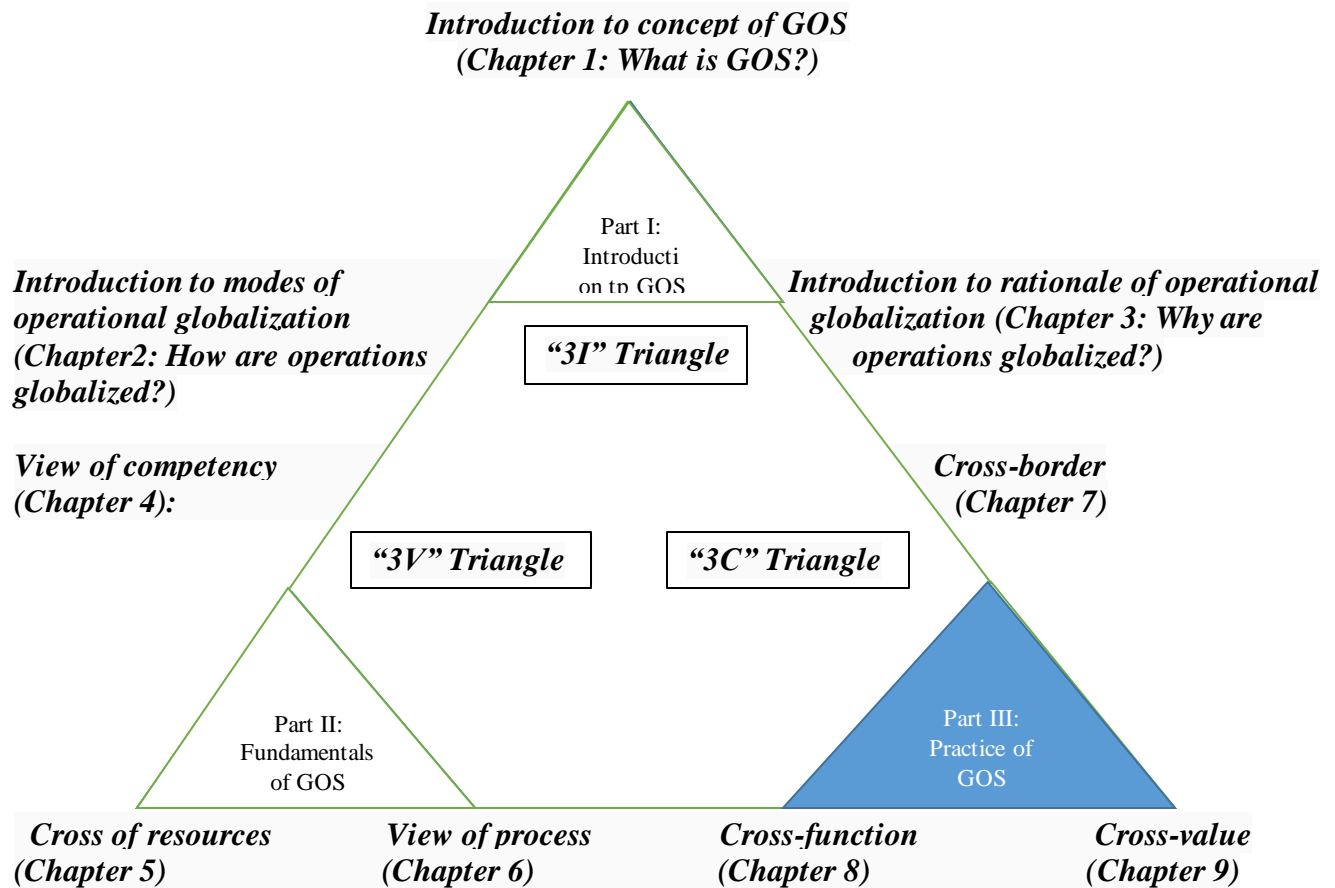 Introduction to concept of GOS
(Chapter 1: What is GOS?)
Part I:
Introducti
on tp GOS
Introduction to modes of
operational globalization
(Chapter2: How are operations
globalized?)
Introduction to rationale of operational
globalization (Chapter 3: Why are
operations globalized?)
“3I” Triangle
View of competency
(Chapter 4):
Cross-border
(Chapter 7)
“3V” Triangle
“3C” Triangle
Part II:
Fundamentals
of GOS
Part III:
Practice of
GOS
Cross of resources
(Chapter 5)
View of process
(Chapter 6)
Cross-function
(Chapter 8)
Cross-value
(Chapter 9)